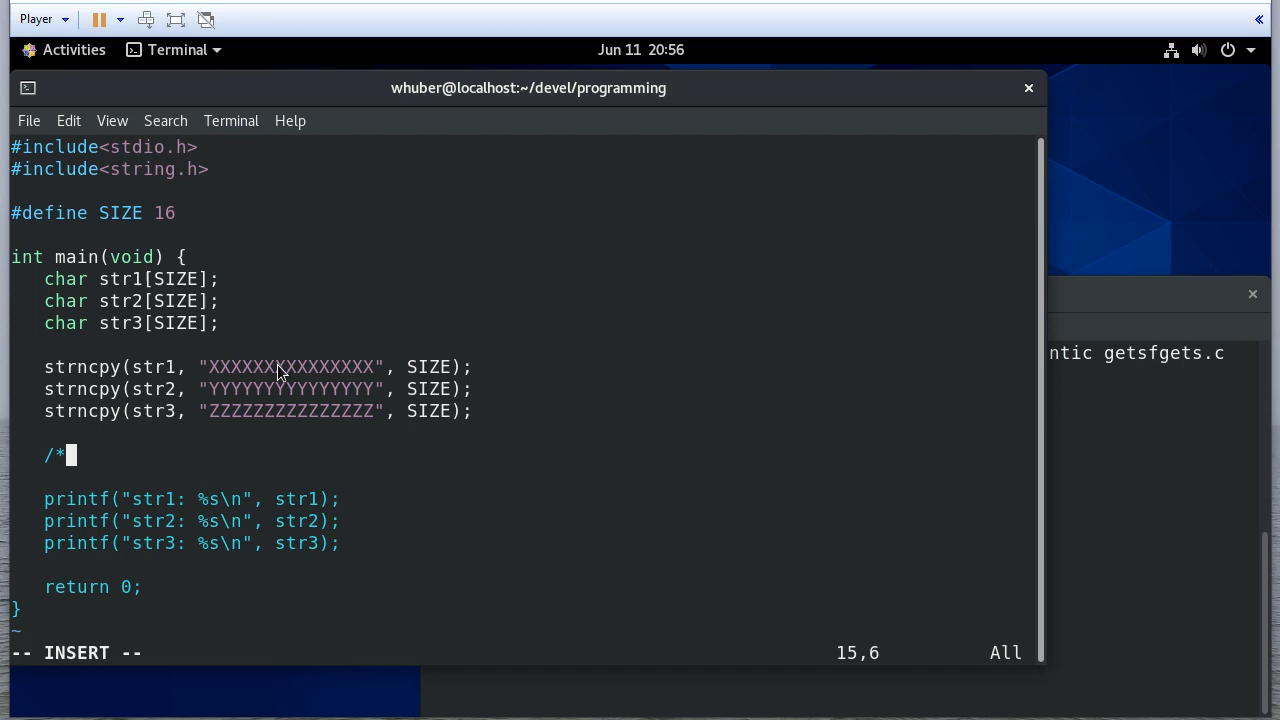 Player
Activities Terminal Jun 11 20:56
whuber@localhost:~/devel/programming
File Edit View Search Terminal Help
#include<stdio.h>
#include<string.h>
#define SIZE 16
int main(void) {
char str1[SIZE];
char str2[SIZE];
char str3[SIZE];
strncpy(str1, "XXXXXXXXXXXXXXX", SIZE);
strncpy(str2, "YYYYYYYYYYYYYYY", SIZE);
strncpy(str3, "ZZZZZZZZZZZZZZZ", SIZE);
/*
printf("str1: %s\n", str1);
printf("str2: %s\n", str2);
printf("str3: %s\n", str3);
return 0;
}
~
-- INSERT -- 15,6 All
ntic getsfgets.c